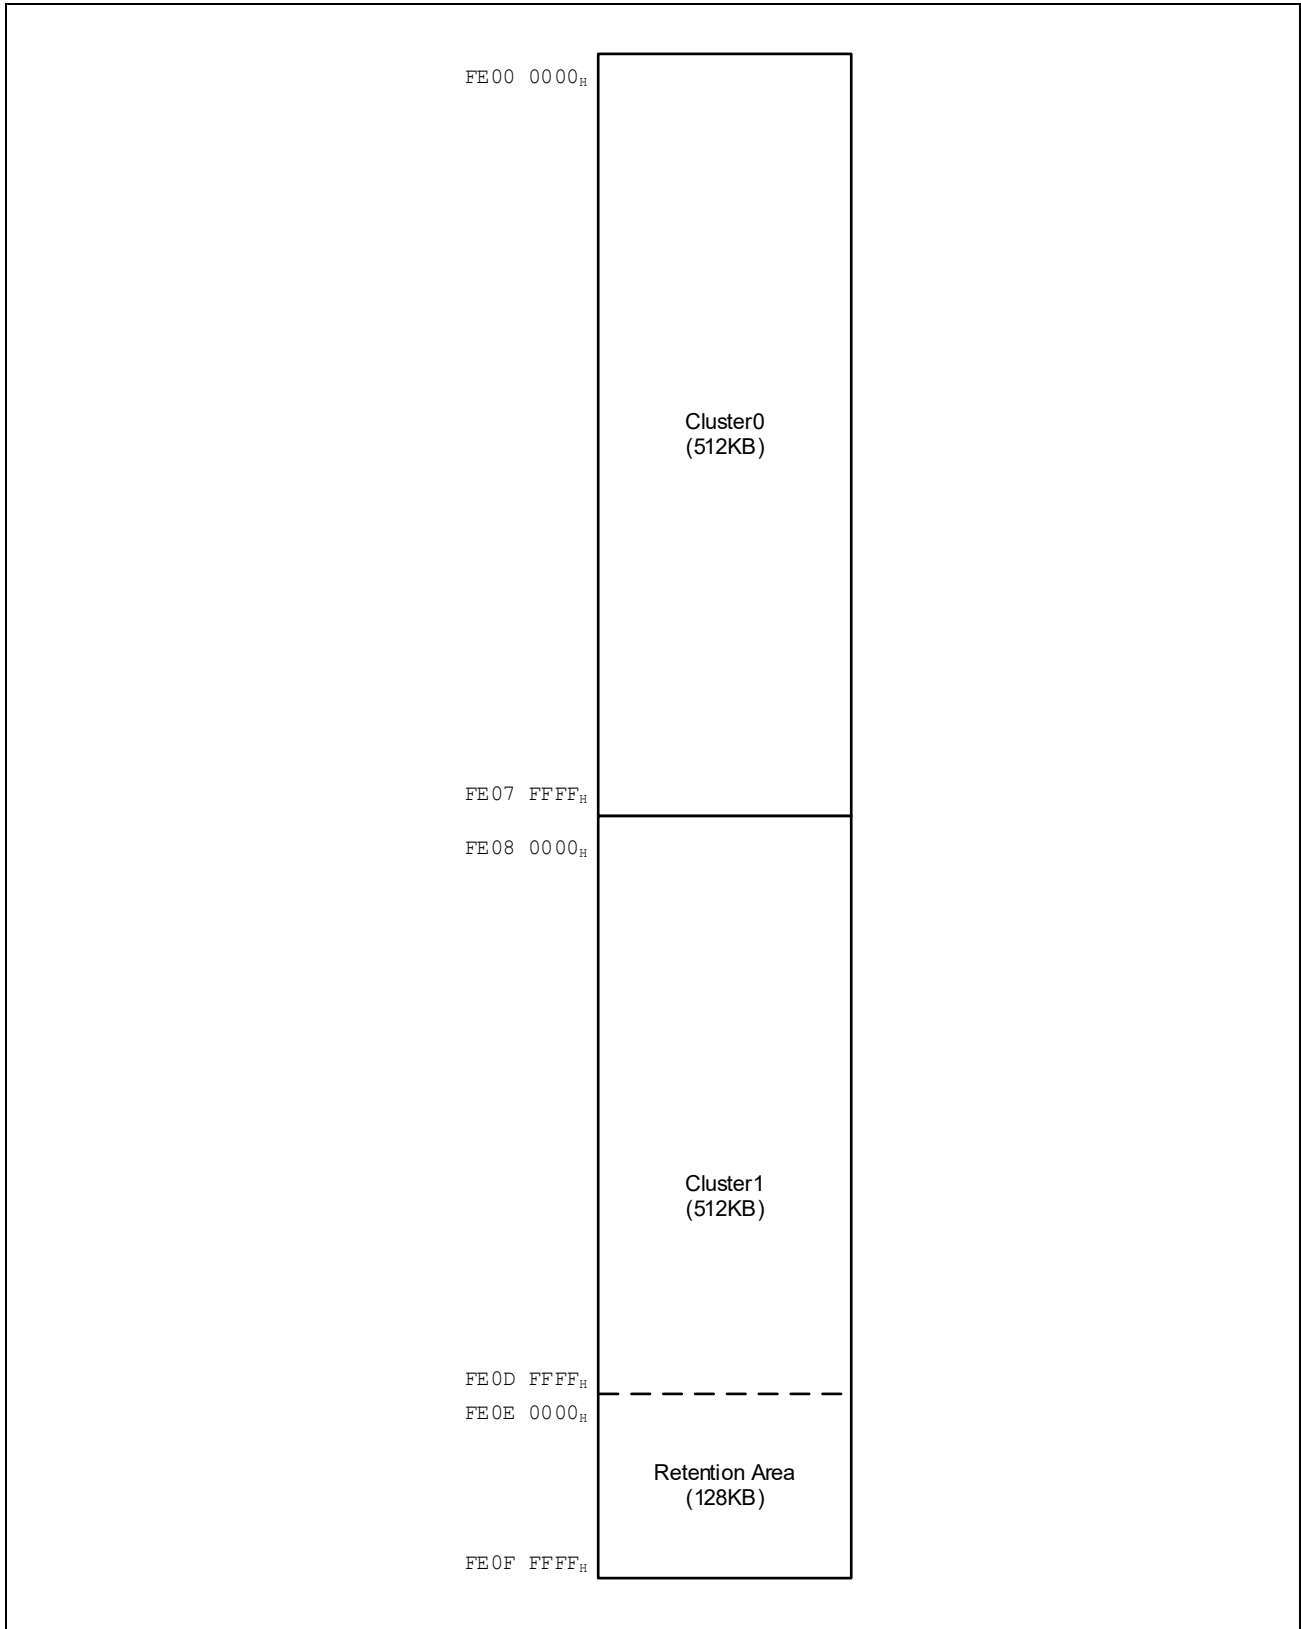 FE00 0000H
Cluster0
(512KB)
FE07 FFFFH
FE08 0000H
Cluster1
(512KB)
FE0D FFFFH
FE0E 0000H
Retention Area
(128KB)
FE0F FFFFH